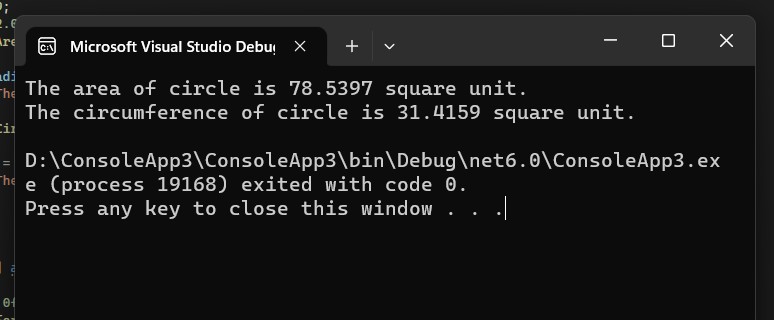 Microsoft Visual Studio Debug
The area of circle is 78.5397 square unit.
The circumference of circle is 31.4159 square unit.
D:\ConsoleApp3\ConsoleApp3\bin\Debug\net6.0\ConsoleApp3.ex
e (process 19168) exited with code 0.
Press any key to close this window . . .